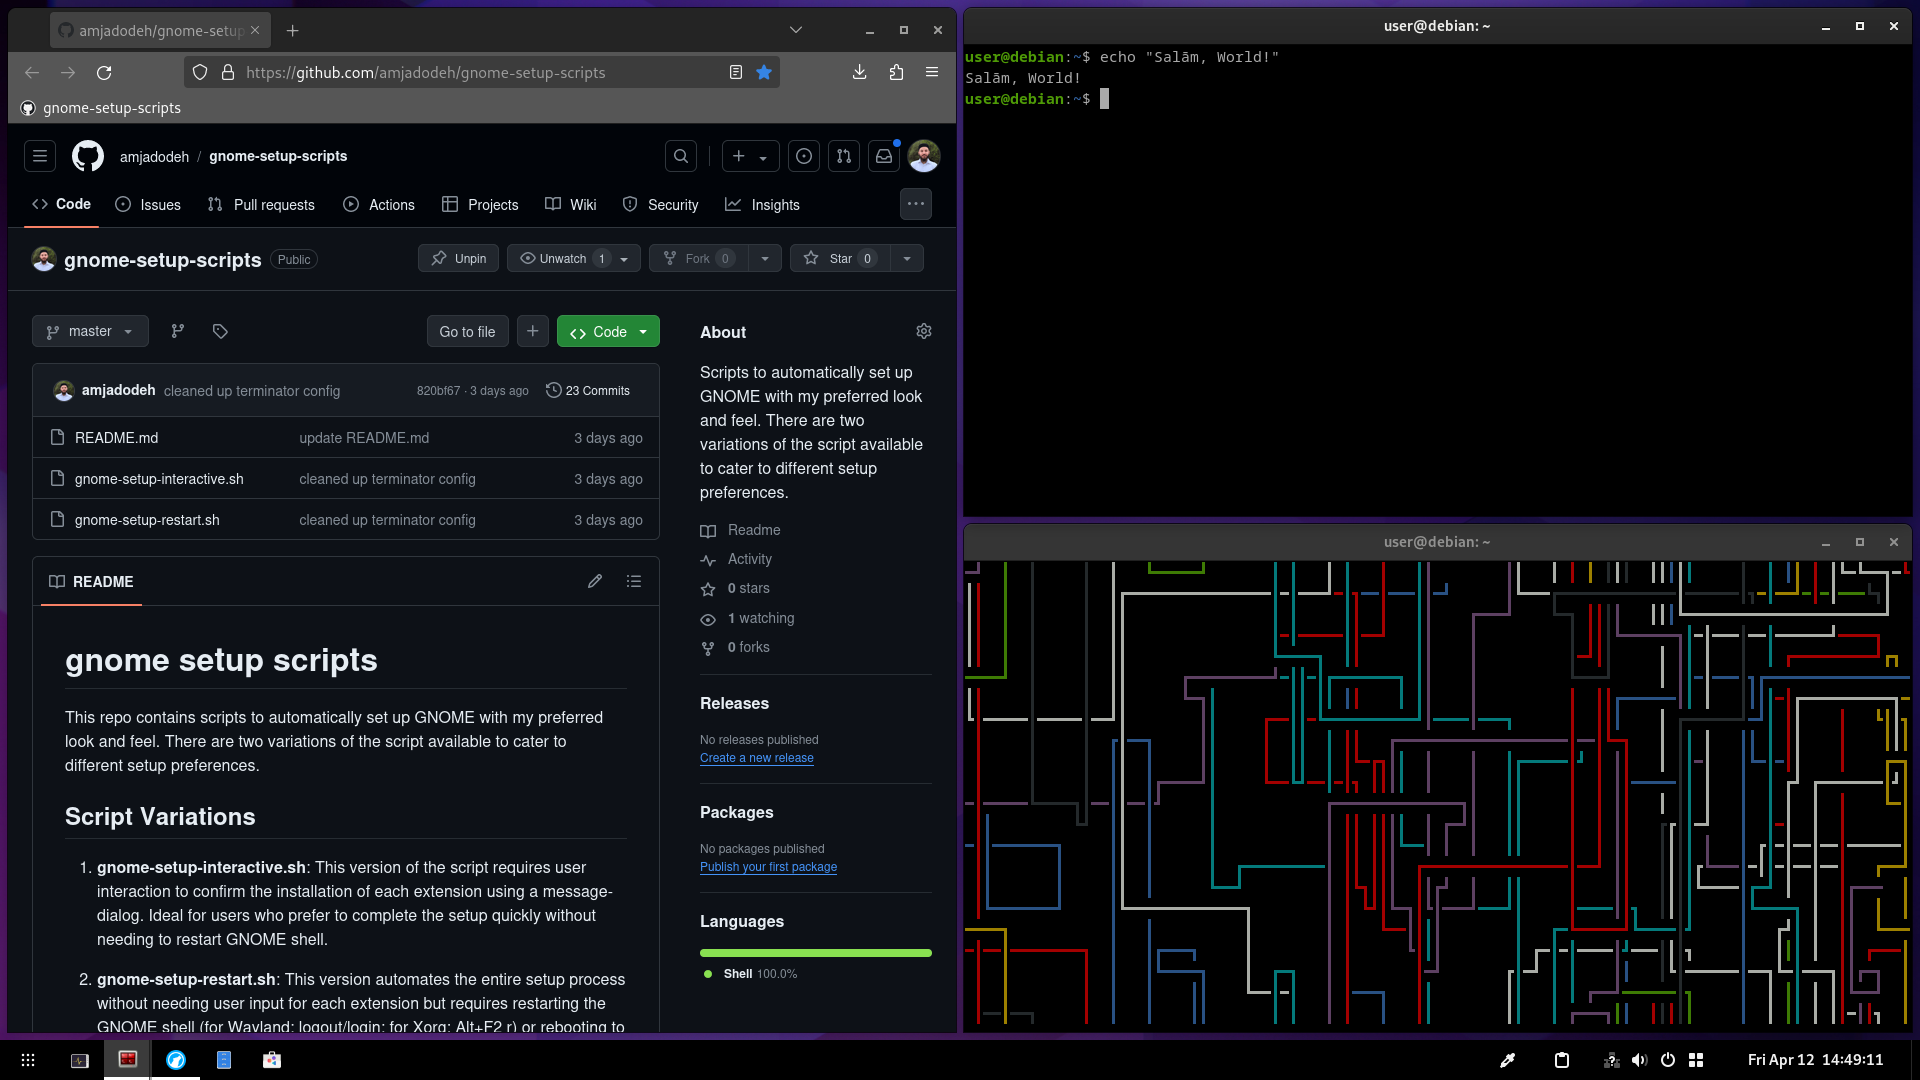 amjadodeh/gnome-setup
https://github.com/amjadodeh/gnome-setup-scripts
gnome-setup-scripts
amjadodeh / gnome-setup-scripts
Code
Issues
Pull requests
Actions
Projects
Wiki
Security
Insights
gnome-setup-scripts
Public
Unpin
Unwatch 1
Fork 0
Star 0
master
Go to file
Code
amjadodeh cleaned up terminator config 820bf67 · 3 days ago 23 Commits
README.md update README.md 3 days ago
gnome-setup-interactive.sh cleaned up terminator config 3 days ago
gnome-setup-restart.sh cleaned up terminator config 3 days ago
README
gnome setup scripts
This repo contains scripts to automatically set up GNOME with my preferred
look and feel. There are two variations of the script available to cater to
different setup preferences.
Script Variations
1. gnome-setup-interactive.sh: This version of the script requires user
interaction to confirm the installation of each extension using a message-
dialog. Ideal for users who prefer to complete the setup quickly without
needing to restart GNOME shell.
2. gnome-setup-restart.sh: This version automates the entire setup process
without needing user input for each extension but requires restarting the
GNOME shell (for Wayland: logout/login; for Xorg: Alt+F2 r) or rebooting to
About
Scripts to automatically set up
GNOME with my preferred look
and feel. There are two
variations of the script available
to cater to different setup
preferences.
Readme
Activity
0 stars
1 watching
0 forks
Releases
No releases published
Create a new release
Packages
No packages published
Publish your first package
Languages
Shell 100.0%
user@debian: ~
user@debian:~$ echo "Salām, World!"
Salām, World!
user@debian:~$
user@debian: ~
Fri Apr 12 14:49:11